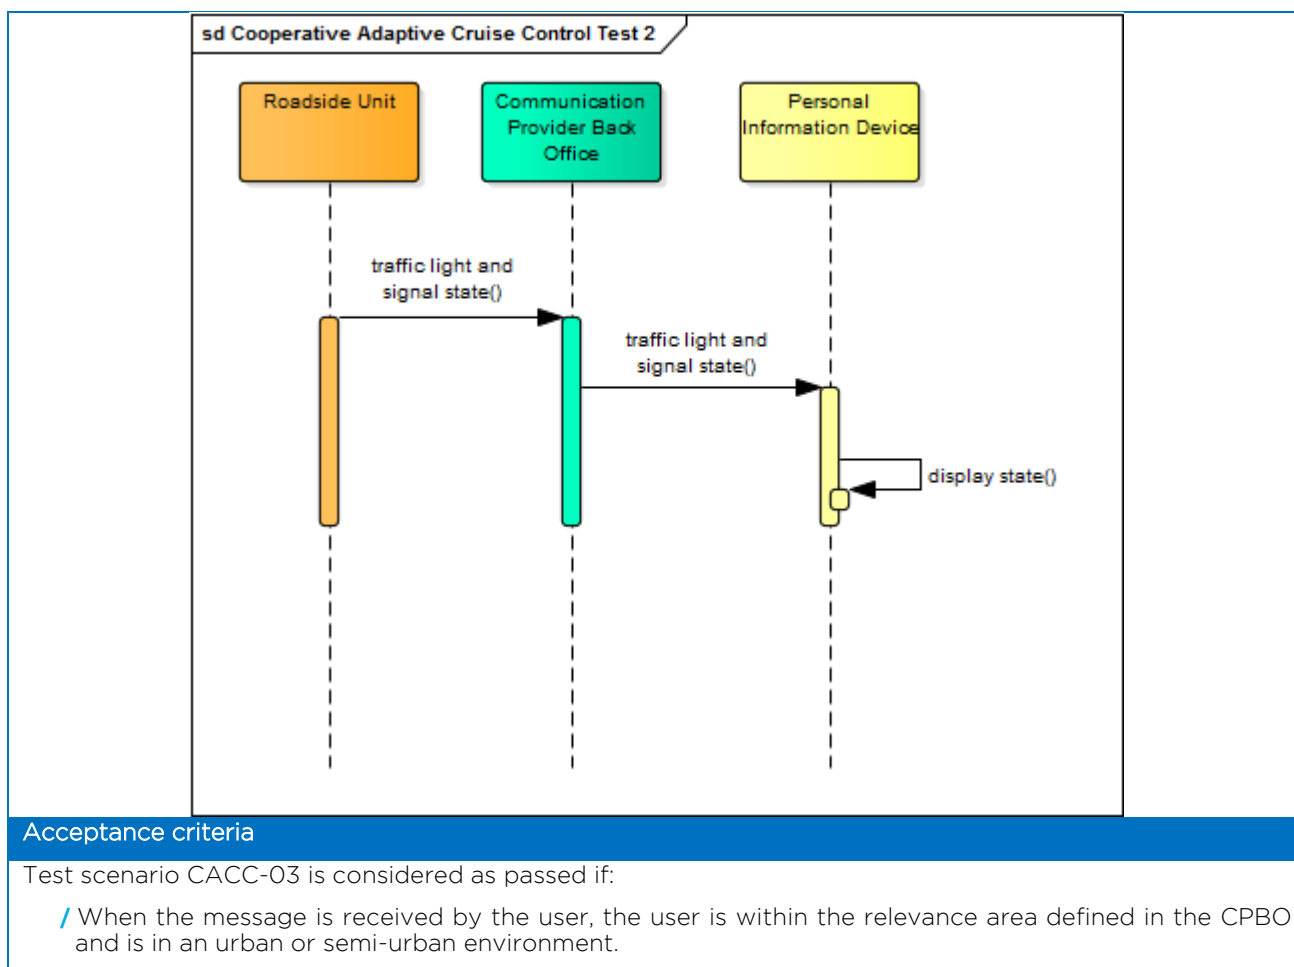 sd Cooperative Adaptive Cruise Control Test 2
Roadside Unit
Communication
Provider Back
Office
Personal
Information Device
traffic light and
signal state()
traffic light and
signal state()
display state()
Acceptance criteria
Test scenario CACC-03 is considered as passed if:
/ When the message is received by the user, the user is within the relevance area defined in the CPBO
and is in an urban or semi-urban environment.